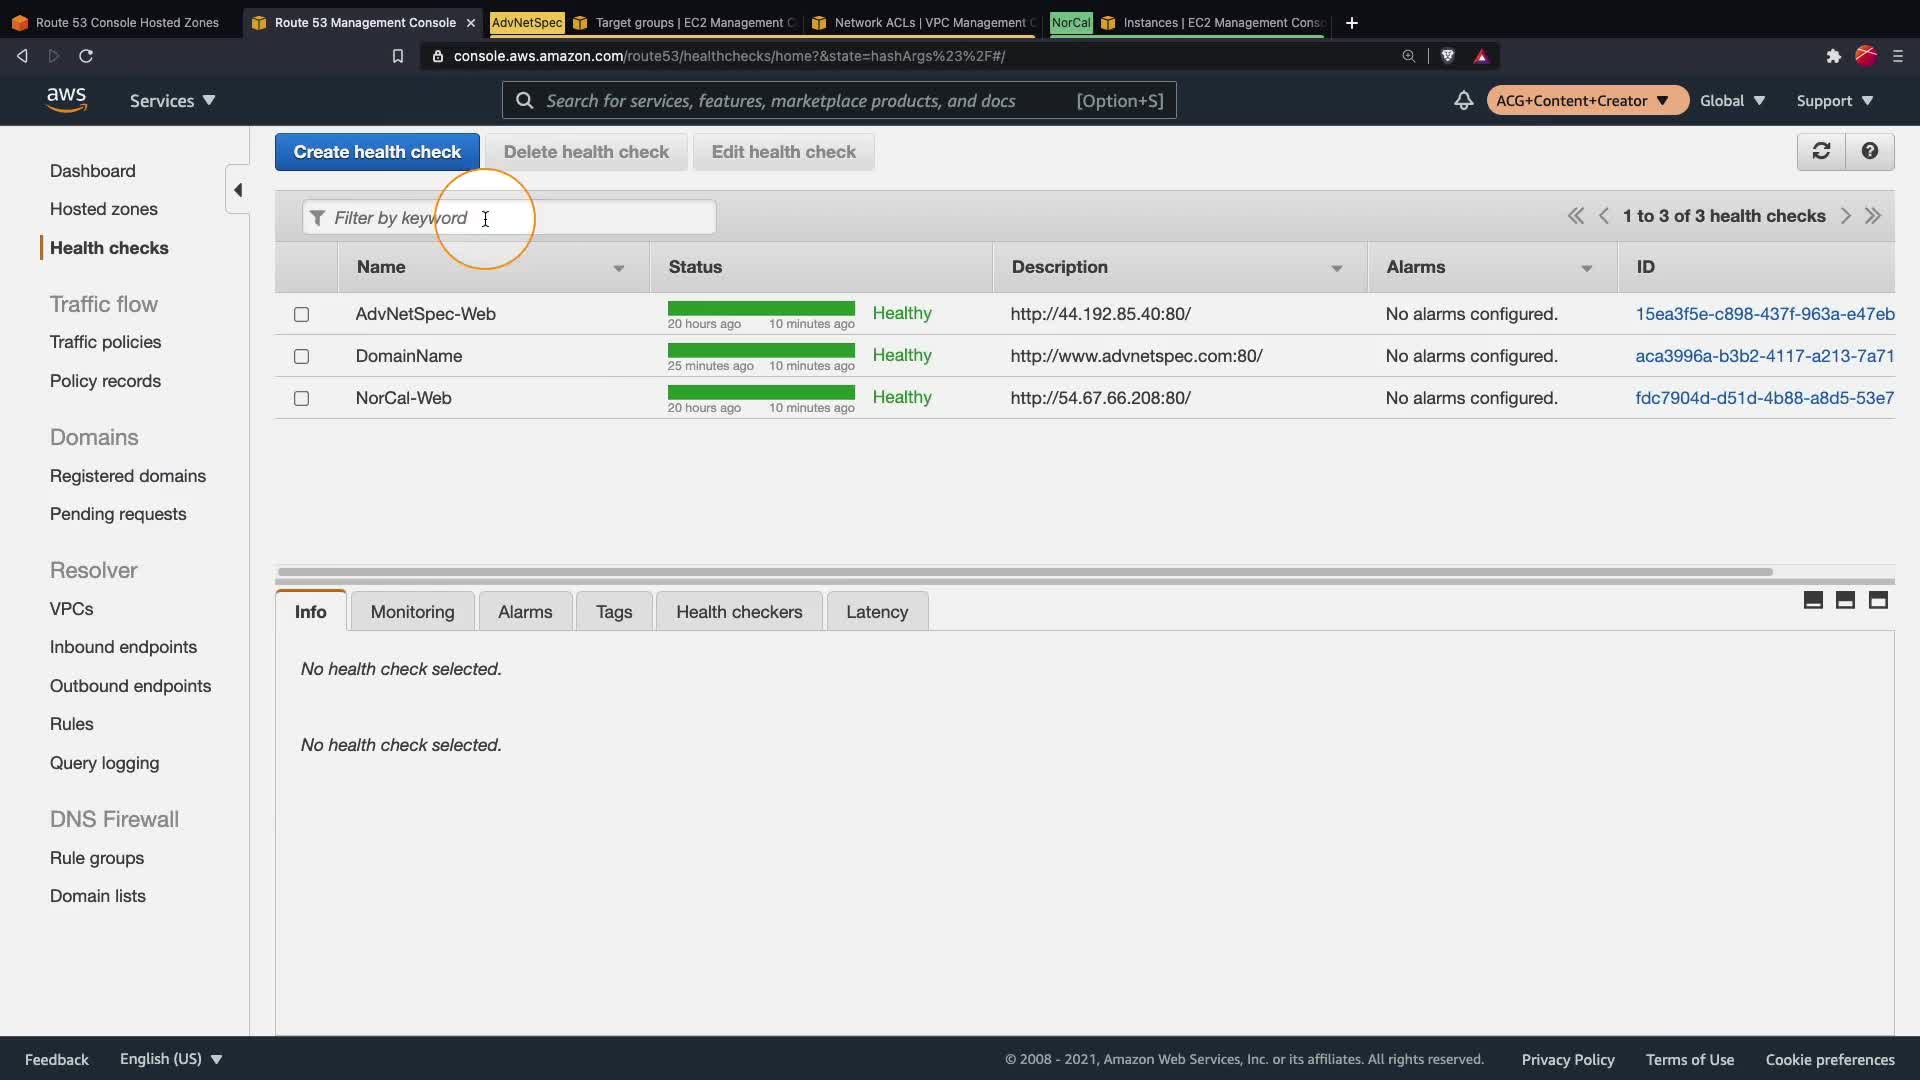 Route 53 Console Hosted Zones
Route 53 Management Console
AdvNetSpec
Target groups | EC2 Management C
Network ACLs | VPC Management C
NorCal
Instances | EC2 Management Conso
console.aws.amazon.com/route53/healthchecks/home?&state=hashArgs%23%2F#/
aws
Services
Search for services, features, marketplace products, and docs
[Option+S]
ACG+Content+Creator
Global
Support
Dashboard
Hosted zones
Health checks
Traffic flow
Traffic policies
Policy records
Domains
Registered domains
Pending requests
Resolver
VPCs
Inbound endpoints
Outbound endpoints
Rules
Query logging
DNS Firewall
Rule groups
Domain lists
Create health check
Delete health check
Edit health check
Filter by keyword
1 to 3 of 3 health checks
Name Status Description Alarms ID
AdvNetSpec-Web Healthy http://44.192.85.40:80/ No alarms configured. 15ea3f5e-c898-437f-963a-e47eb
20 hours ago 10 minutes ago
DomainName Healthy http://www.advnetspec.com:80/ No alarms configured. aca3996a-b3b2-4117-a213-7a71
25 minutes ago 10 minutes ago
NorCal-Web Healthy http://54.67.66.208:80/ No alarms configured. fdc7904d-d51d-4b88-a8d5-53e7
20 hours ago 10 minutes ago
Info Monitoring Alarms Tags Health checkers Latency
No health check selected.
No health check selected.
Feedback
English (US)
© 2008 - 2021, Amazon Web Services, Inc. or its affiliates. All rights reserved.
Privacy Policy
Terms of Use
Cookie preferences